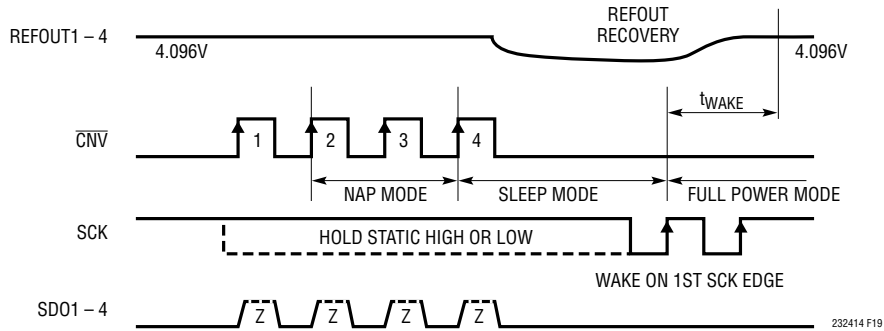 REFOUT
RECOVERY
REFOUT1 – 4
4.096V
4.096V
tWAKE
CNV
1
2
3
4
NAP MODE
SLEEP MODE
FULL POWER MODE
SCK
HOLD STATIC HIGH OR LOW
WAKE ON 1ST SCK EDGE
SDO1 – 4
Z
Z
Z
Z
232414 F19